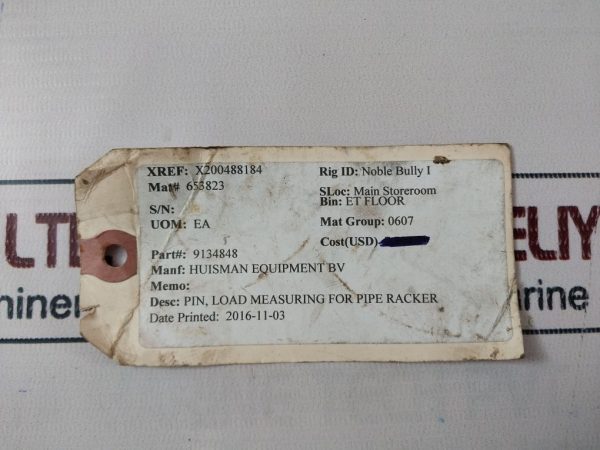 XREF: X200488184
Mat# 653823
S/N:
UOM: EA
Part#: 9134848
Manf: HUISMAN EQUIPMENT BV
Memo:
Desc: PIN, LOAD MEASURING FOR PIPE RACKER
Date Printed: 2016-11-03
Rig ID: Noble Bully I
SLoc: Main Storeroom
Bin: ET FLOOR
Mat Group: 0607
Cost(USD)